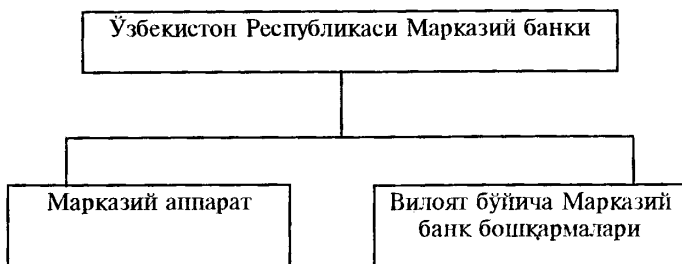 Ўзбекистон Республикаси Марказий банки
Марказий аппарат
Вилоят бўйича Марказий
банк бошқармалари